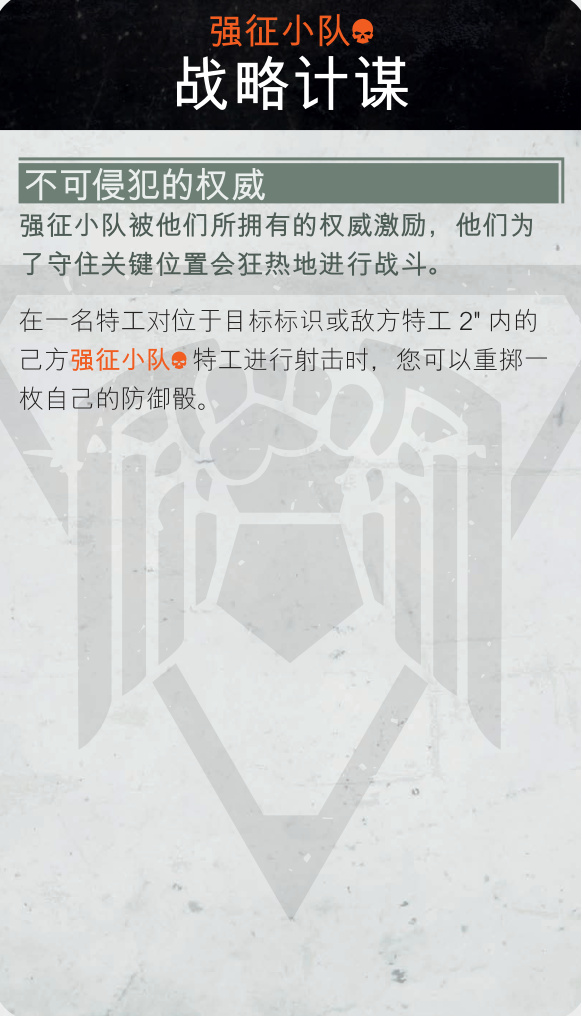 强征小队
战略计谋
不可侵犯的权威
强征小队被他们所拥有的权威激励，他们为
了守住关键位置会狂热地进行战斗。
在一名特工对位于目标标识或敌方特工 2" 内的
己方强征小队 特工进行射击时，您可以重掷一
枚自己的防御骰。